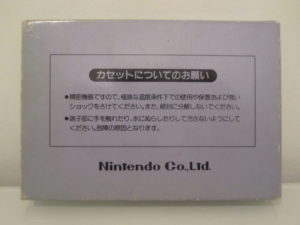 カセットについてのお願い
●精密機器ですので、極端な温度条件下での使用や保管および強い
ショックをさけてください。また、絶対に分解しないでください。
●端子部に手を触れたり、水にぬらしたりして汚さないようにして
ください。故障の原因となります。
Nintendo Co.,Ltd.